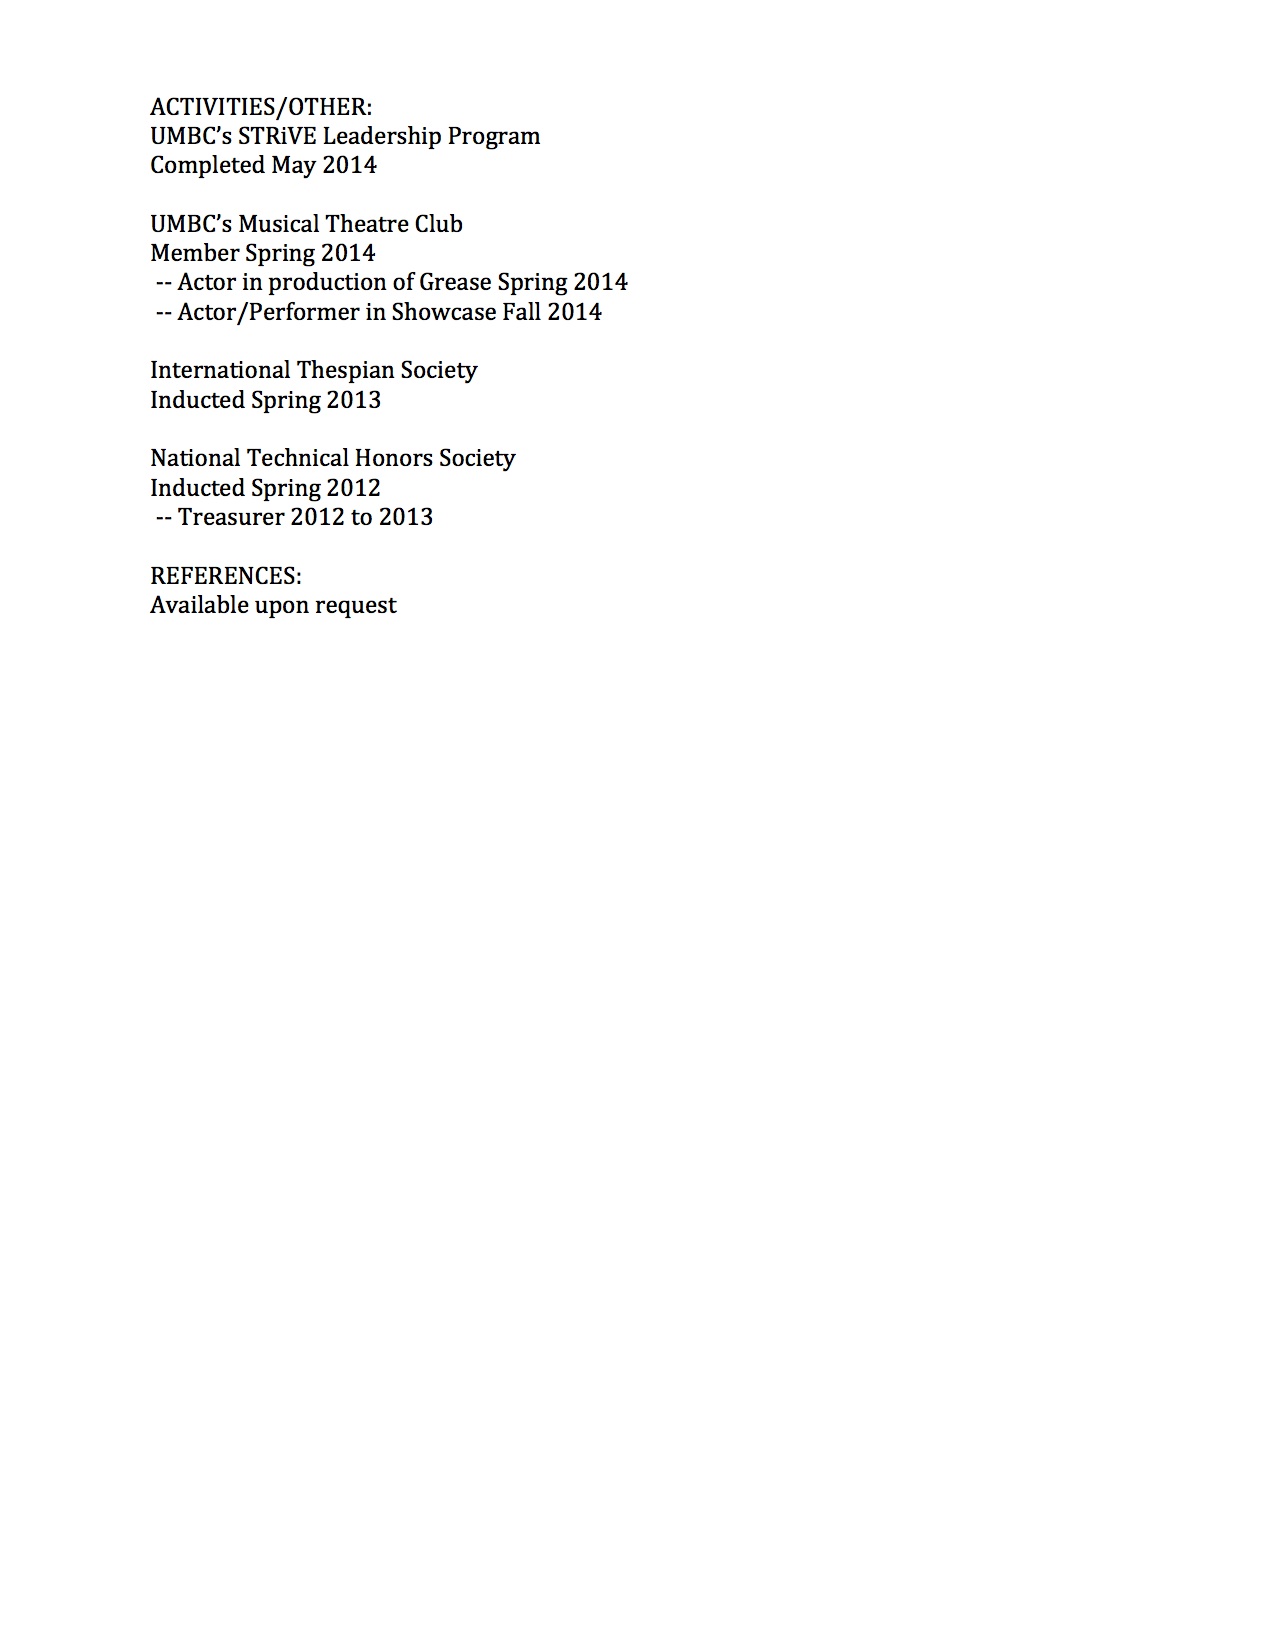 ACTIVITIES/OTHER:
UMBC’s STRiVE Leadership Program
Completed May 2014
UMBC’s Musical Theatre Club
Member Spring 2014
-- Actor in production of Grease Spring 2014
-- Actor/Performer in Showcase Fall 2014
International Thespian Society
Inducted Spring 2013
National Technical Honors Society
Inducted Spring 2012
-- Treasurer 2012 to 2013
REFERENCES:
Available upon request